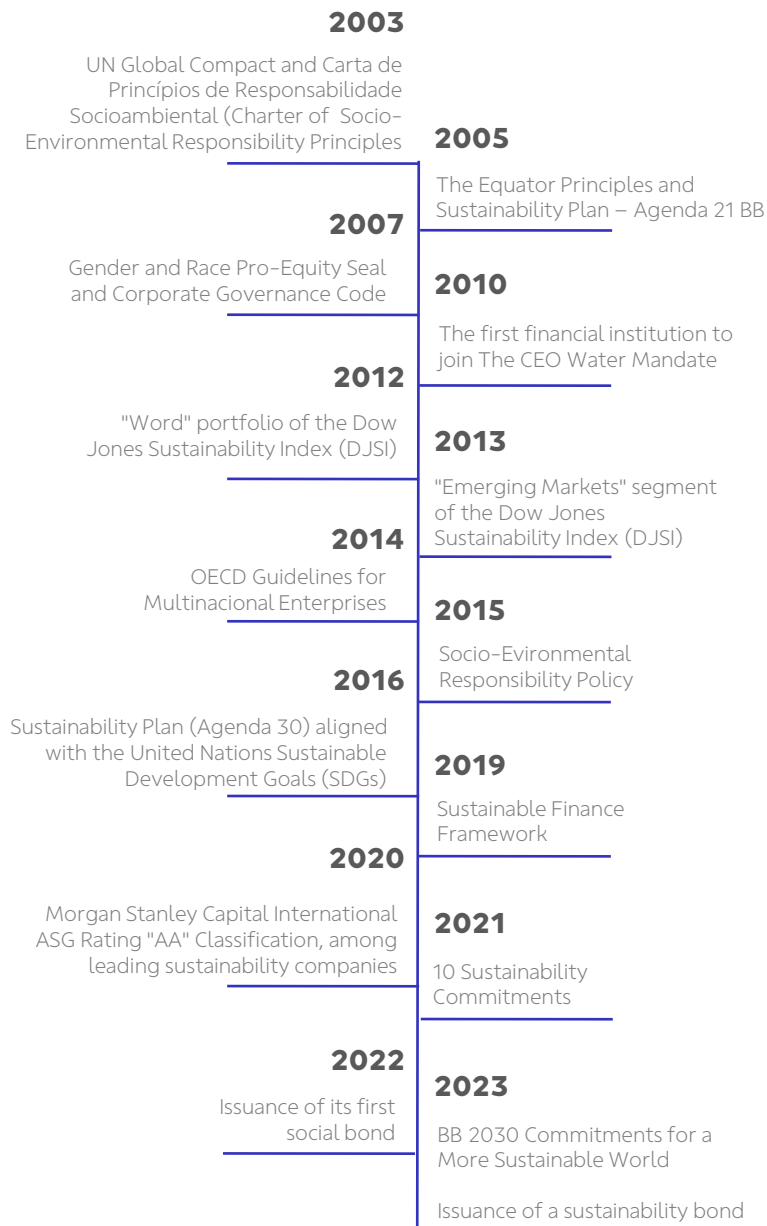 2003
UN Global Compact and Carta de
Princípios de Responsabilidade
Socioambiental (Charter of Socio-
Environmental Responsibility Principles
2005
The Equator Principles and
Sustainability Plan – Agenda 21 BB
2007
Gender and Race Pro-Equity Seal
and Corporate Governance Code
2010
The first financial institution to
join The CEO Water Mandate
2012
"Word" portfolio of the Dow
Jones Sustainability Index (DJSI)
2013
"Emerging Markets" segment
of the Dow Jones
Sustainability Index (DJSI)
2014
OECD Guidelines for
Multinacional Enterprises
2015
Socio-Evironmental
Responsibility Policy
2016
Sustainability Plan (Agenda 30) aligned
with the United Nations Sustainable
Development Goals (SDGs)
2019
Sustainable Finance
Framework
2020
Morgan Stanley Capital International
ASG Rating "AA" Classification, among
leading sustainability companies
2021
10 Sustainability
Commitments
2022
Issuance of its first
social bond
2023
BB 2030 Commitments for a
More Sustainable World
Issuance of a sustainability bond